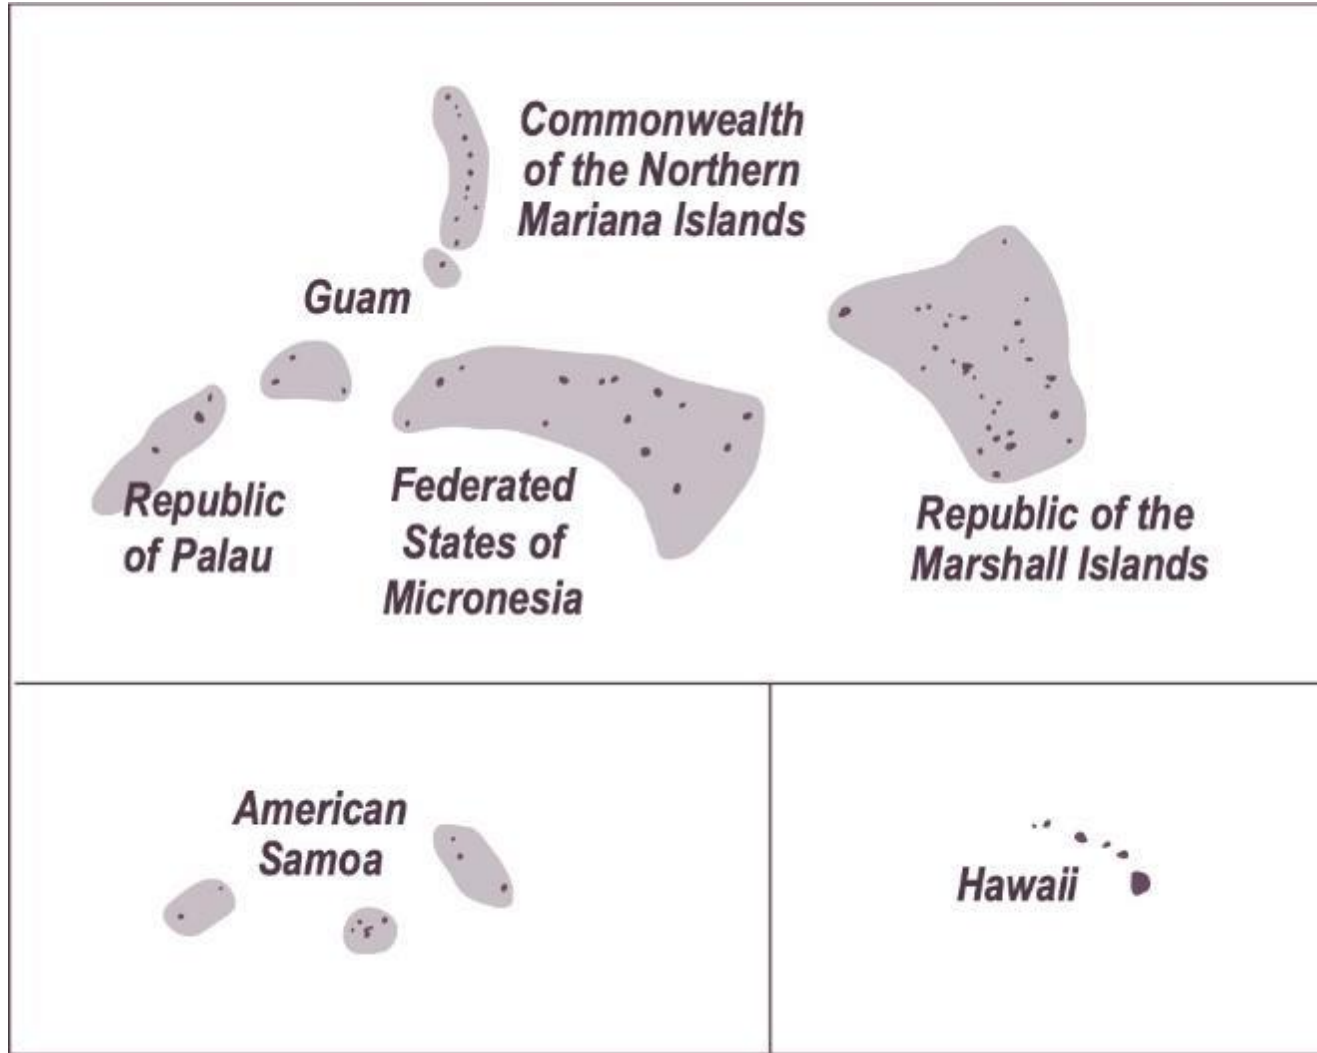 Commonwealth
of the Northern
Mariana Islands
Guam
Republic
of Palau
Federated
States of
Micronesia
Republic of the
Marshall Islands
American
Samoa
Hawaii